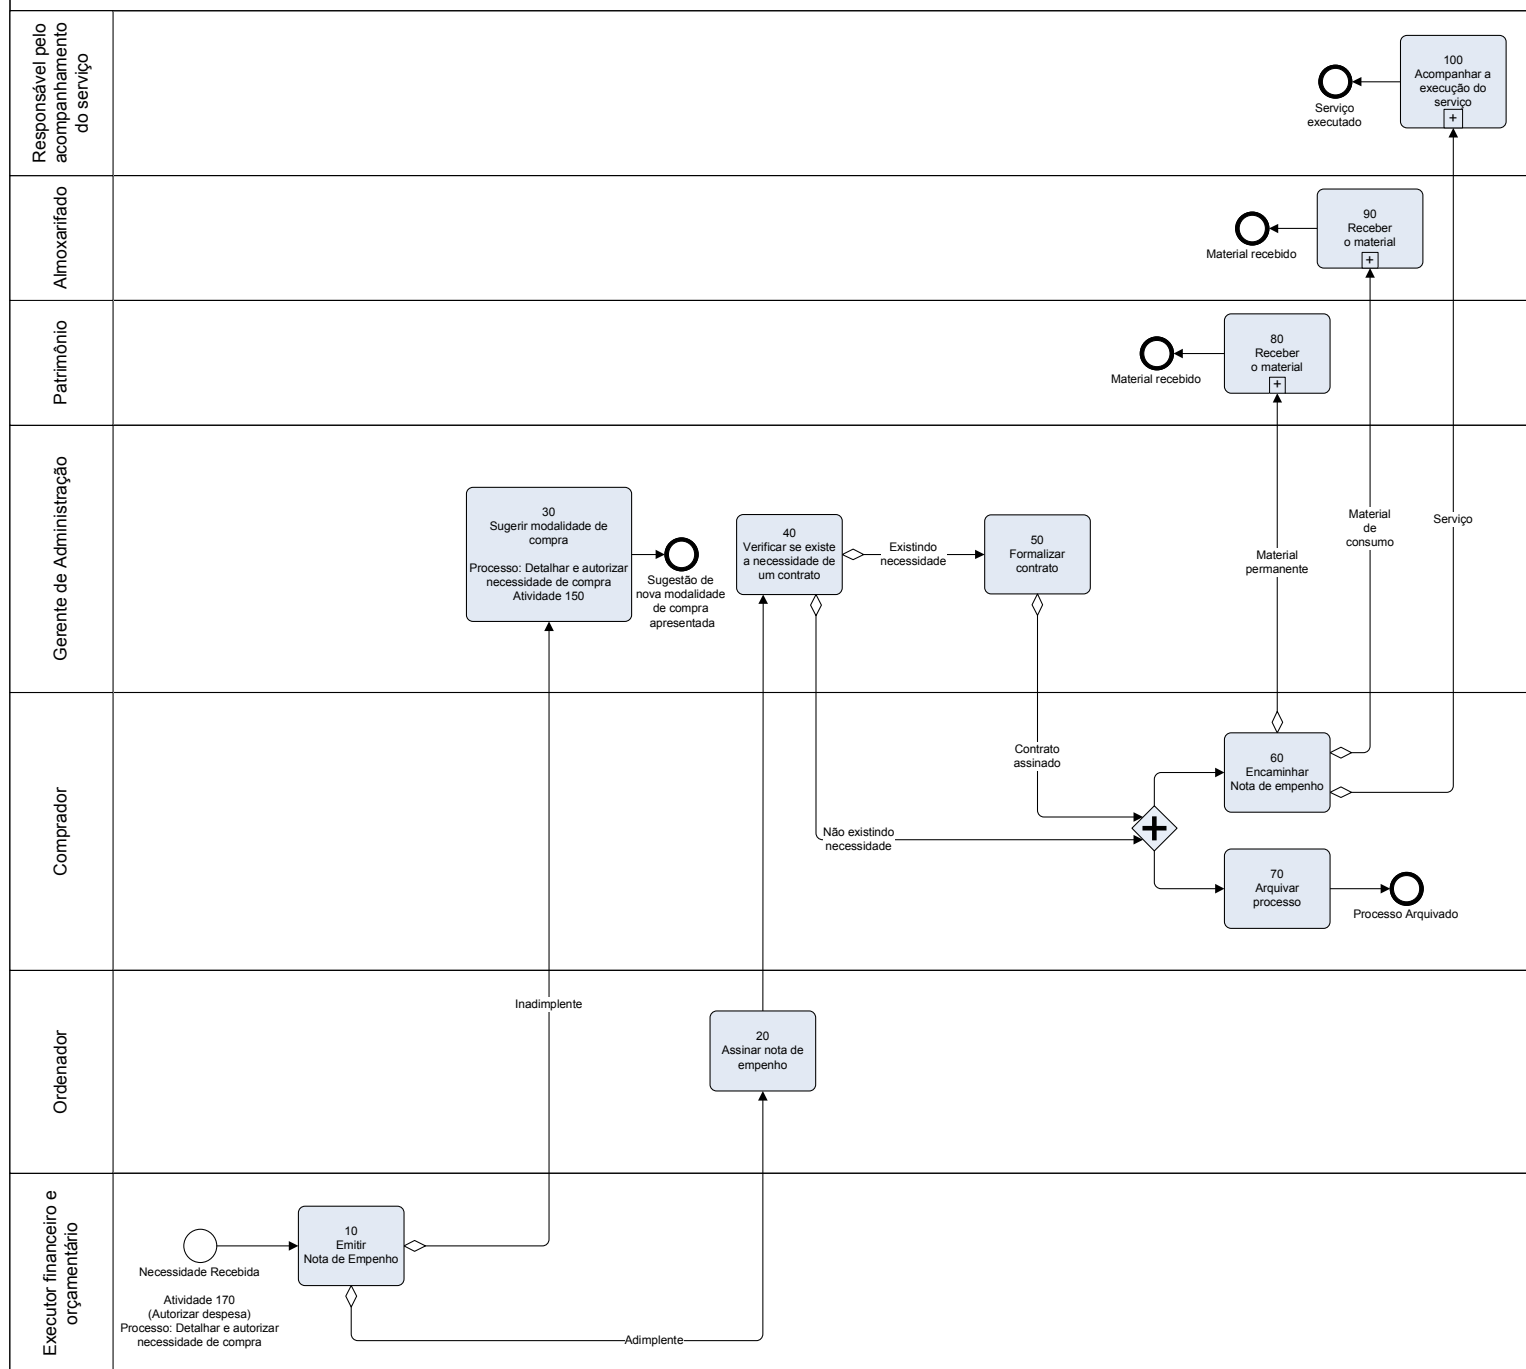 Responsável pelo
acompanhamento
do serviço
100
Acompanhar a
execução do
serviço
Serviço
executado
Almoxarifado
90
Receber
o material
Material recebido
Patrimônio
80
Receber
o material
Material recebido
Gerente de Administração
30
Sugerir modalidade de
compra
Processo: Detalhar e autorizar
necessidade de compra
Atividade 150
Sugestão de
nova modalidade
de compra
apresentada
40
Verificar se existe
a necessidade de
um contrato
Existindo
necessidade
50
Formalizar
contrato
Material
permanente
Material
de
consumo
Serviço
Comprador
Contrato
assinado
Não existindo
necessidade
60
Encaminhar
Nota de empenho
70
Arquivar
processo
Processo Arquivado
Ordenador
Inadimplente
20
Assinar nota de
empenho
Executor financeiro e
orçamentário
Necessidade Recebida
Atividade 170
(Autorizar despesa)
Processo: Detalhar e autorizar
necessidade de compra
10
Emitir
Nota de Empenho
Adimplente